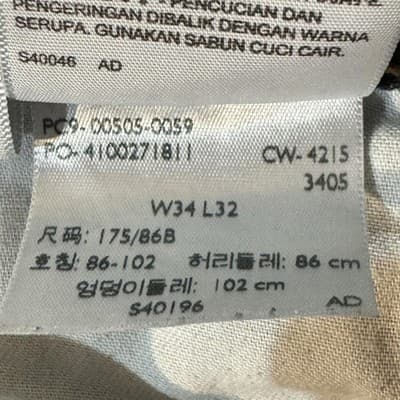 PENGERINGAN DIBALIK DENGAN WARNA
SERUPA. GUNAKAN SABUN CUCI CAIR.
S40046 AD
PC9-00505-0059
PO-4100271811 CW-4215
3405
W34 L32
尺码: 175/86B
호칭: 86-102 허리둘레: 86 cm
엉덩이둘레: 102 cm
S40196 AD